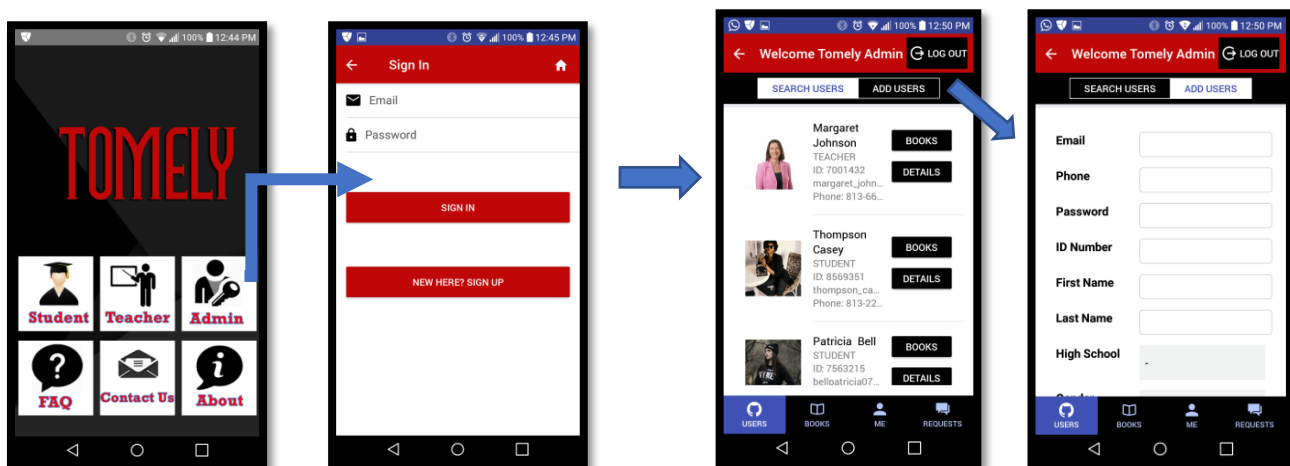 100% 12:44 PM
TOMELY
Student Teacher Admin
FAQ Contact Us About
100% 12:45 PM
Sign In
Email
Password
SIGN IN
NEW HERE? SIGN UP
100% 12:50 PM
Welcome Tomely Admin LOG OUT
SEARCH USERS ADD USERS
Margaret
Johnson
TEACHER
ID: 7001432
margaret_john...
Phone: 813-66...
BOOKS
DETAILS
Thompson
Casey
STUDENT
ID: 8569351
thompson_ca...
Phone: 813-22...
BOOKS
DETAILS
Patricia Bell
STUDENT
ID: 7563215
bellpatricia07...
BOOKS
DETAILS
USERS BOOKS ME REQUESTS
100% 12:50 PM
Welcome Tomely Admin LOG OUT
SEARCH USERS ADD USERS
Email
Phone
Password
ID Number
First Name
Last Name
High School
-
USERS BOOKS ME REQUESTS